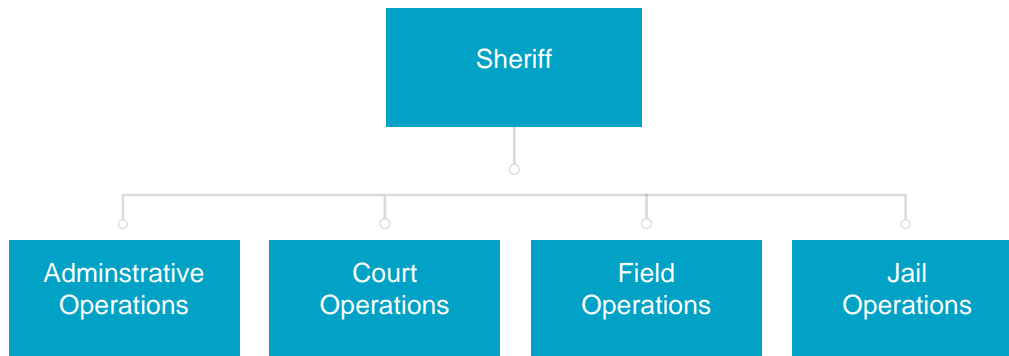 Sheriff
Adminstrative
Operations
Court
Operations
Field
Operations
Jail
Operations